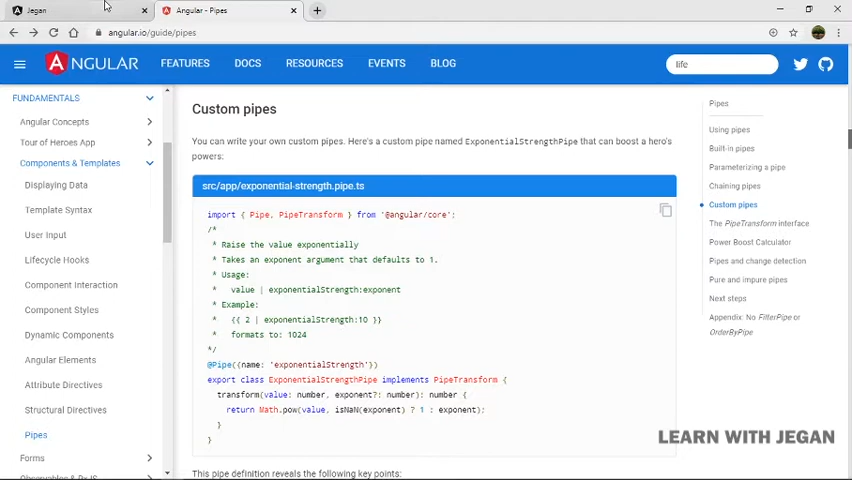 Jegan
Angular - Pipes
angular.io/guide/pipes
ANGULAR
FEATURES
DOCS
RESOURCES
EVENTS
BLOG
life
FUNDAMENTALS
Angular Concepts
Tour of Heroes App
Components & Templates
Displaying Data
Template Syntax
User Input
Lifecycle Hooks
Component Interaction
Component Styles
Dynamic Components
Angular Elements
Attribute Directives
Structural Directives
Pipes
Forms
Observables & RxJS
Custom pipes
You can write your own custom pipes. Here's a custom pipe named ExponentialStrengthPipe that can boost a hero's
powers:
src/app/exponential-strength.pipe.ts
import { Pipe, PipeTransform } from '@angular/core';
/*
* Raise the value exponentially
* Takes an exponent argument that defaults to 1.
* Usage:
* value | exponentialStrength:exponent
* Example:
* {{ 2 | exponentialStrength:10 }}
* formats to: 1024
*/
@Pipe({name: 'exponentialStrength'})
export class ExponentialStrengthPipe implements PipeTransform {
transform(value: number, exponent?: number): number {
return Math.pow(value, isNaN(exponent) ? 1 : exponent);
}
}
This pipe definition reveals the following key points:
Pipes
Using pipes
Built-in pipes
Parameterizing a pipe
Chaining pipes
Custom pipes
The PipeTransform interface
Power Boost Calculator
Pipes and change detection
Pure and impure pipes
Next steps
Appendix: No FilterPipe or
OrderByPipe
LEARN WITH JEGAN